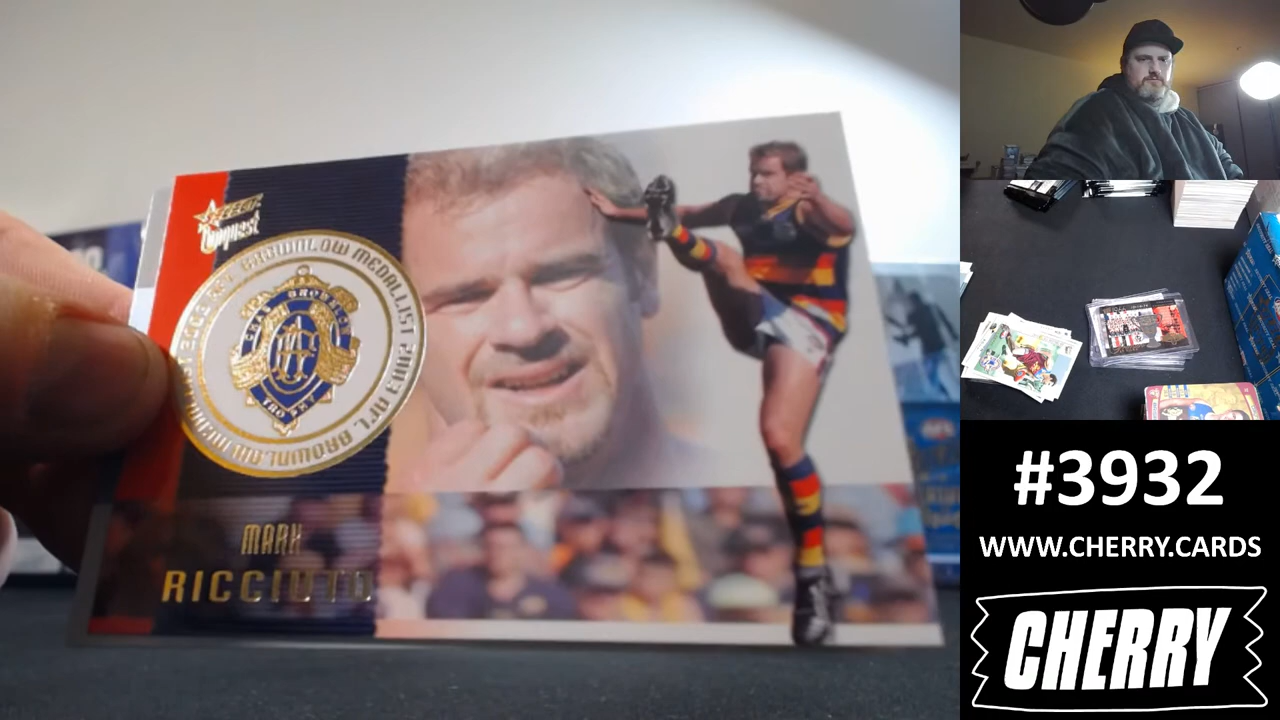 SELECT
Conquest
2003 AFL BROWNLOW MEDALLIST
MARK
RICCIUTO
#3932
WWW.CHERRY.CARDS
CHERRY